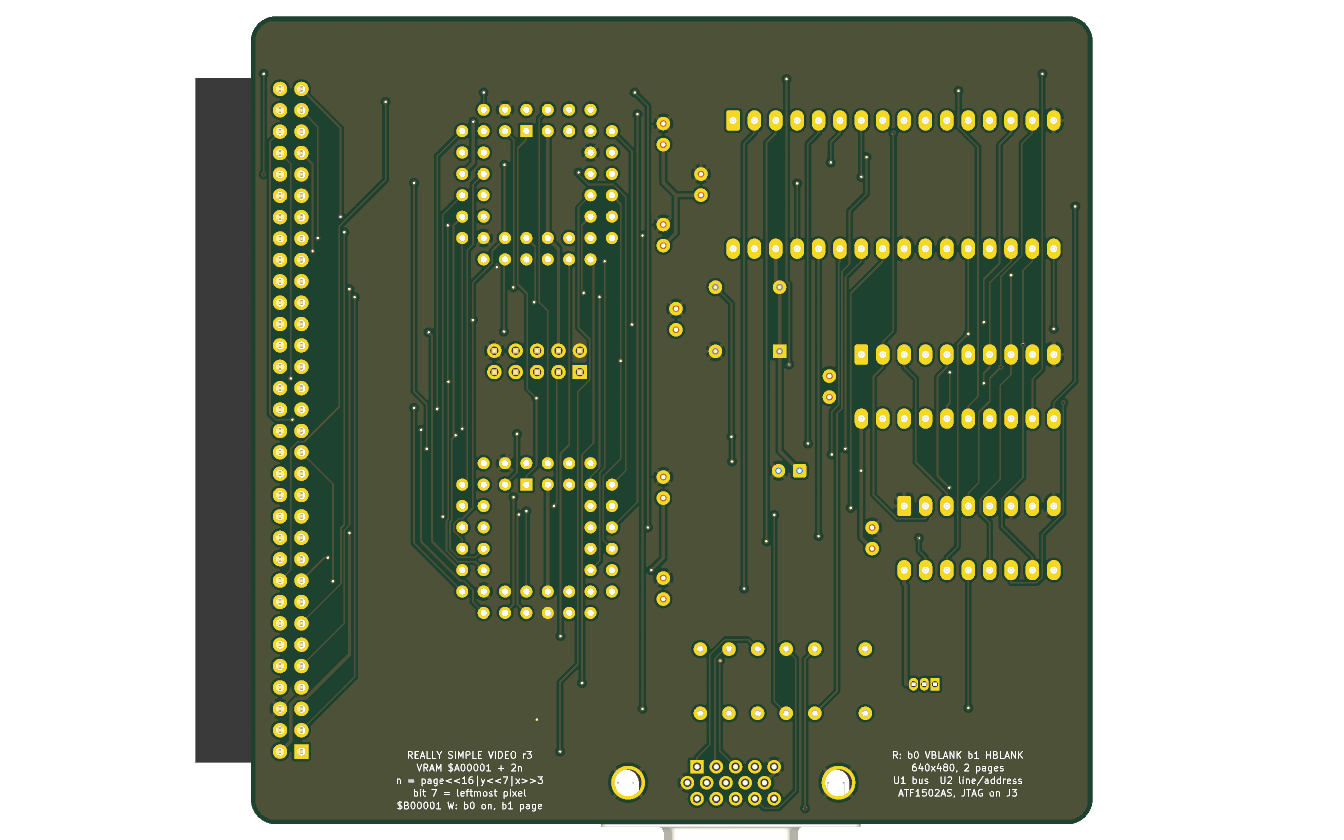 REALLY SIMPLE VIDEO r3
VRAM $A00001 + 2n
n = page<<16|y<<7|x>>3
bit 7 = leftmost pixel
$B00001 W: b0 on, b1 page
R: b0 VBLANK b1 HBLANK
640x480, 2 pages
U1 bus U2 line/address
ATF1502AS, JTAG on J3